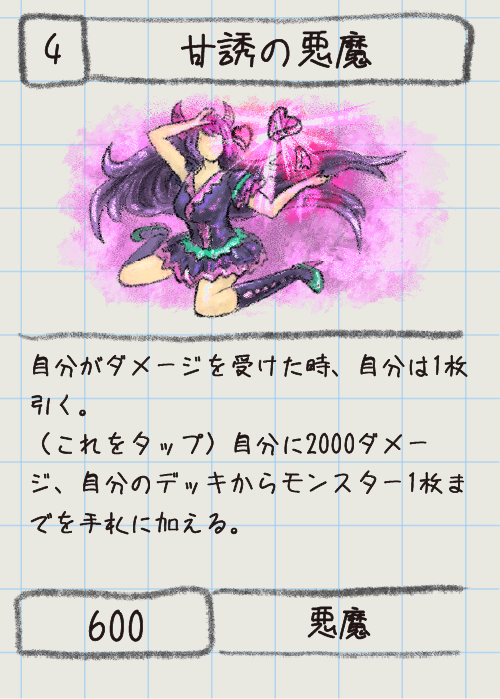 4
甘誘の悪魔
自分がダメージを受けた時、自分は1枚
引く。
（これをタップ）自分に2000ダメー
ジ、自分のデッキからモンスター1枚ま
でを手札に加える。
600
悪魔